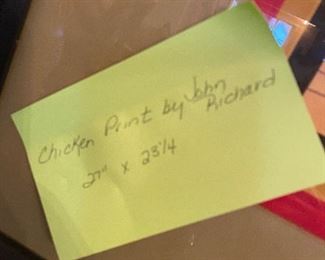 Chicken Print by John Richard
27" x 23 1/4